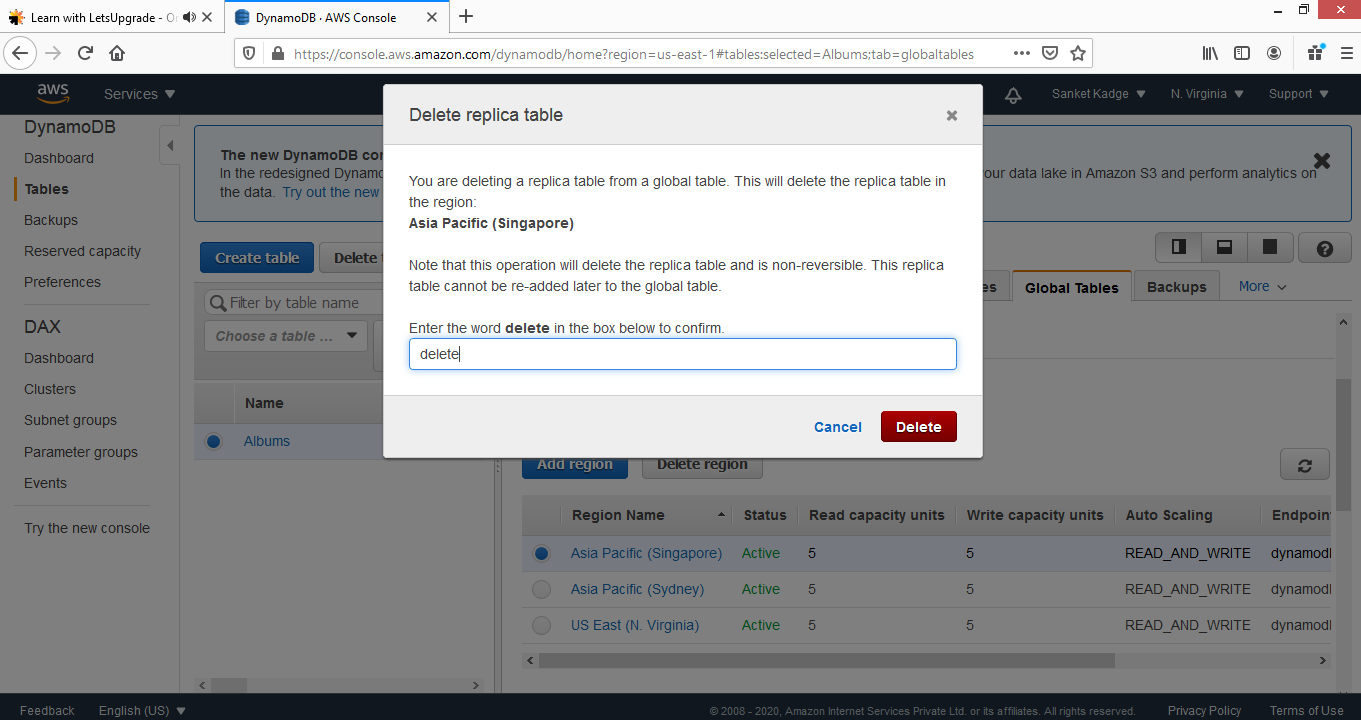 Learn with LetsUpgrade - O
DynamoDB · AWS Console
https://console.aws.amazon.com/dynamodb/home?region=us-east-1#tables:selected=Albums;tab=globaltables
aws
Services
Sanket Kadge
N. Virginia
Support
DynamoDB
Dashboard
Tables
Backups
Reserved capacity
Preferences
DAX
Dashboard
Clusters
Subnet groups
Parameter groups
Events
Try the new console
The new DynamoDB con
In the redesigned Dynamo
our data lake in Amazon S3 and perform analytics on
the data. Try out the new
Create table
Delete t
Filter by table name
Choose a table ...
Name
Albums
Delete replica table
You are deleting a replica table from a global table. This will delete the replica table in
the region:
Asia Pacific (Singapore)
Note that this operation will delete the replica table and is non-reversible. This replica
table cannot be re-added later to the global table.
Enter the word delete in the box below to confirm.
delete
Cancel
Delete
es
Global Tables
Backups
More
Add region
Delete region
Region Name Status Read capacity units Write capacity units Auto Scaling Endpoin
Asia Pacific (Singapore) Active 5 5 READ_AND_WRITE dynamod
Asia Pacific (Sydney) Active 5 5 READ_AND_WRITE dynamod
US East (N. Virginia) Active 5 5 READ_AND_WRITE dynamod
Feedback
English (US)
© 2008 - 2020, Amazon Internet Services Private Ltd. or its affiliates. All rights reserved.
Privacy Policy
Terms of Use